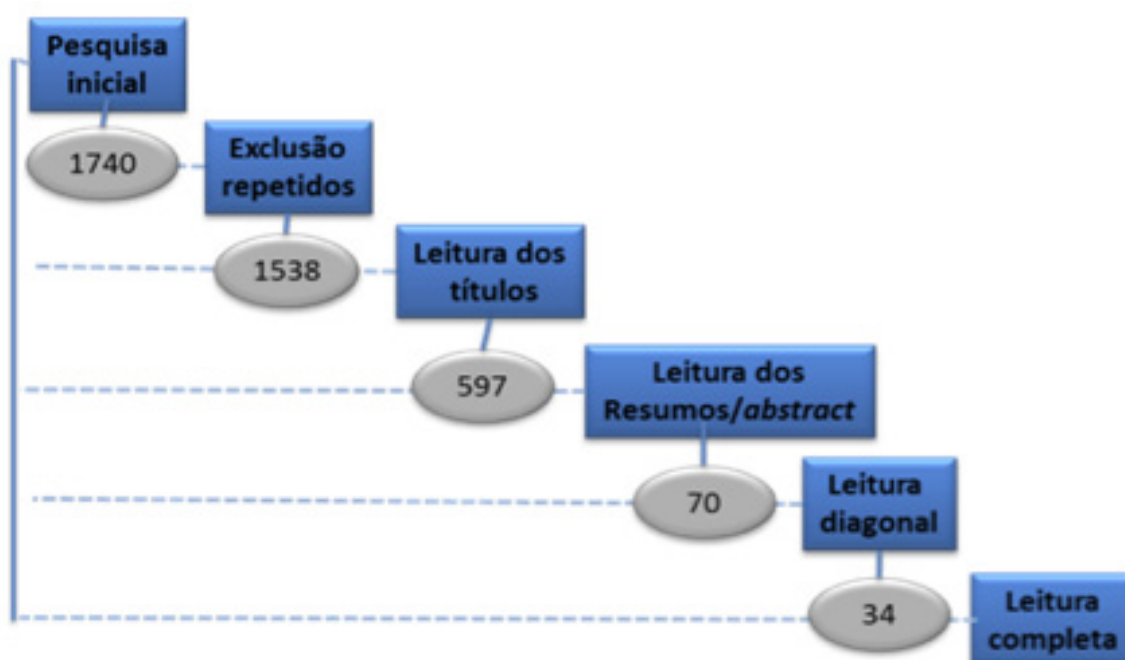 Pesquisa
inicial
1740
Exclusão
repetidos
1538
Leitura dos
títulos
597
Leitura dos
Resumos/abstract
70
Leitura
diagonal
34
Leitura
completa